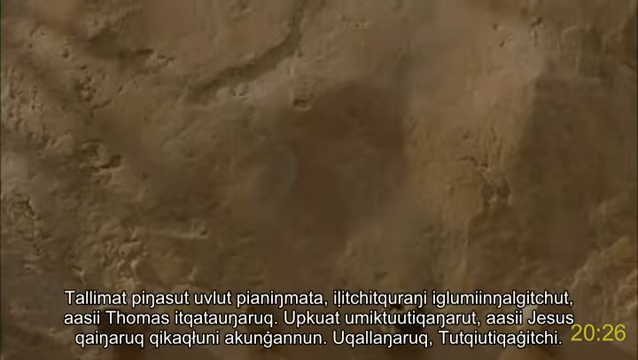 Tallimat piŋasut uvlut pianiŋmata, iḷitchitquraŋi iglumiinŋalgitchut,
aasii Thomas itqatauŋaruq. Upkuat umiktuutiqaŋarut, aasii Jesus
qaiŋaruq qikaqłuni akunġannun. Uqallaŋaruq, Tutqiutiqaġitchi.
20:26